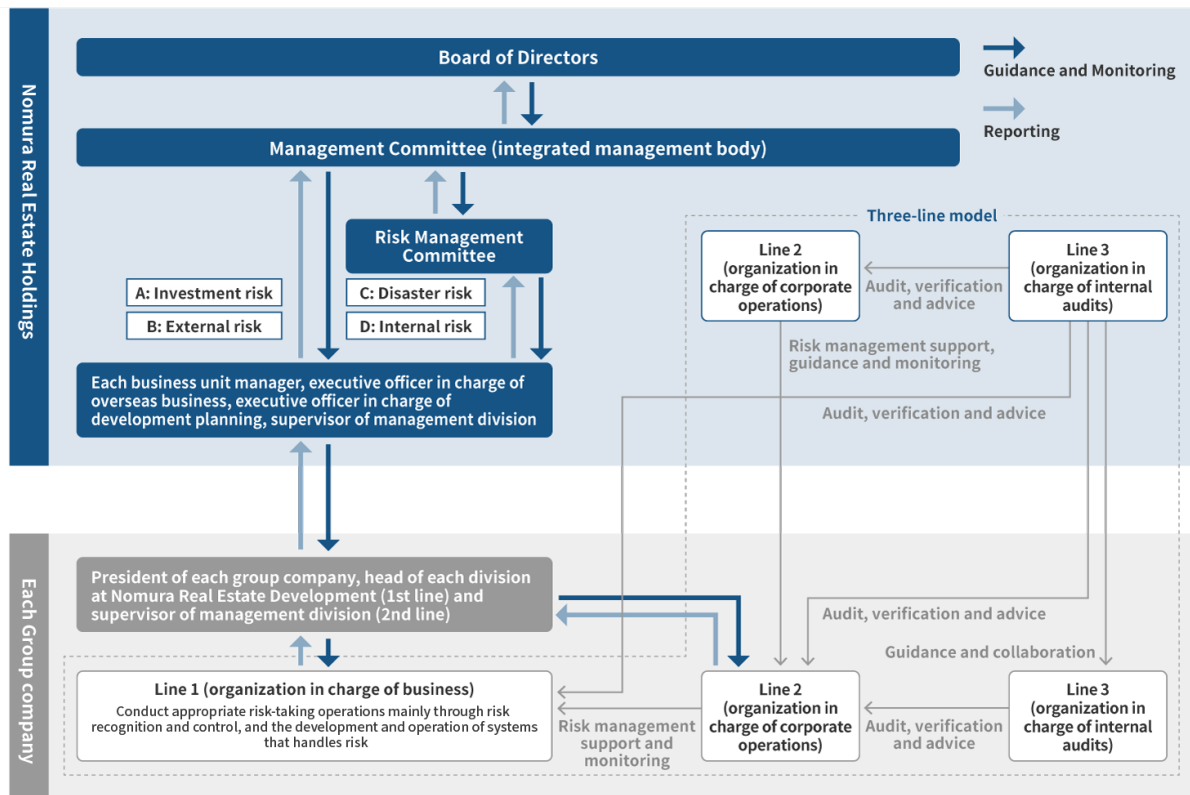 Nomura Real Estate Holdings
Board of Directors
Guidance and Monitoring
Reporting
Management Committee (integrated management body)
Three-line model
Risk Management
Committee
Line 2
(organization in
charge of corporate
operations)
Audit, verification
and advice
Line 3
(organization in
charge of internal
audits)
A: Investment risk
B: External risk
C: Disaster risk
D: Internal risk
Risk management support,
guidance and monitoring
Each business unit manager, executive officer in charge of
overseas business, executive officer in charge of
development planning, supervisor of management division
Audit, verification and advice
Each Group company
President of each group company, head of each division
at Nomura Real Estate Development (1st line) and
supervisor of management division (2nd line)
Audit, verification and advice
Guidance and collaboration
Line 1 (organization in charge of business)
Conduct appropriate risk-taking operations mainly through risk
recognition and control, and the development and operation of systems
that handles risk
Risk management
support and
monitoring
Line 2
(organization in
charge of corporate
operations)
Audit, verification
and advice
Line 3
(organization in
charge of internal
audits)